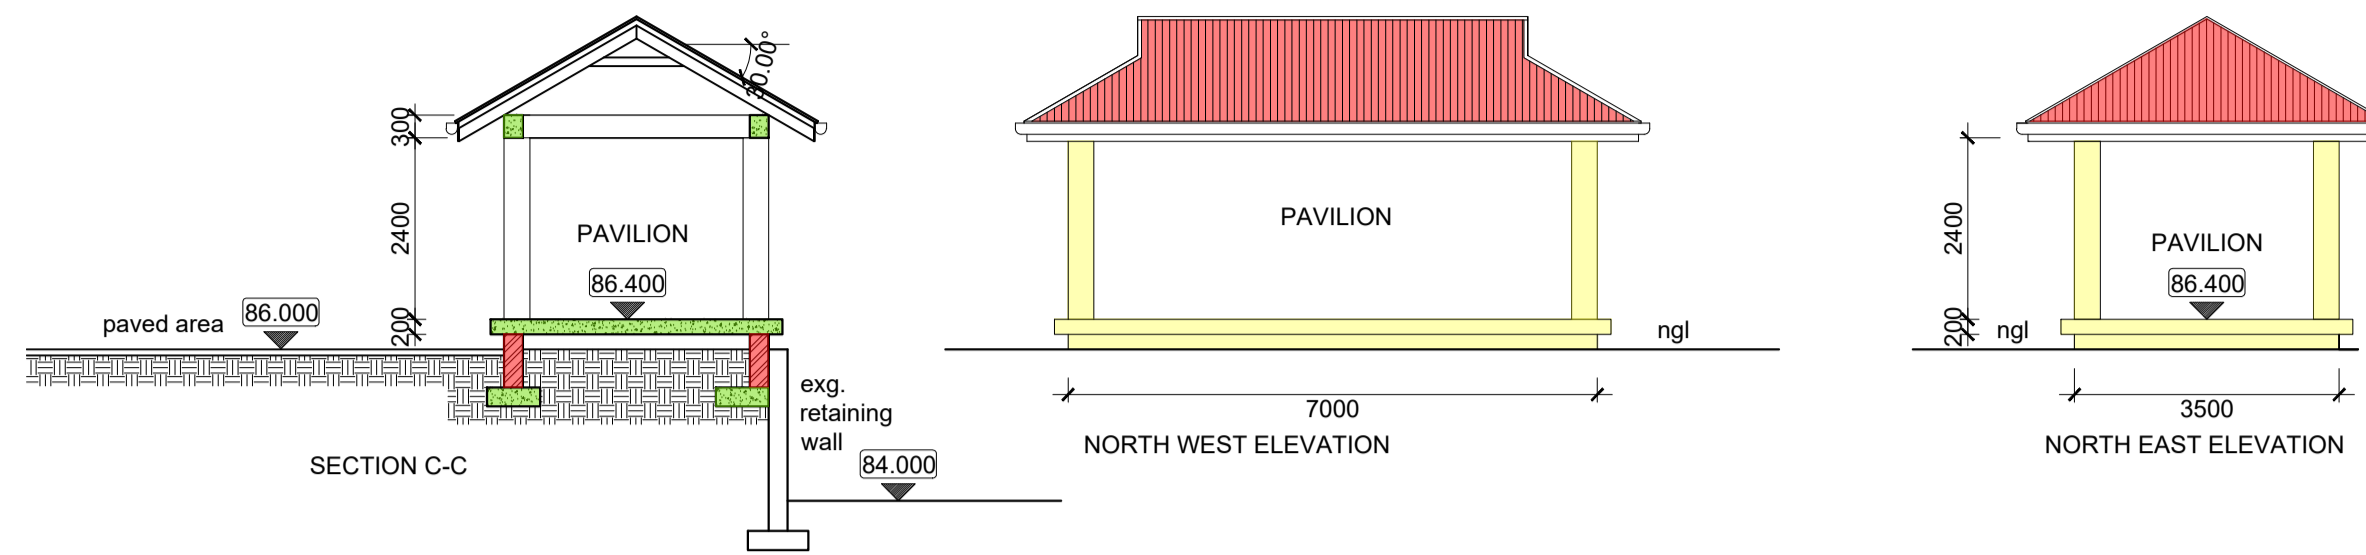 30.00°
300
2400
PAVILION
86.400
86.000
paved area
200
exg.
retaining
wall
84.000
SECTION C-C
PAVILION
ngl
7000
NORTH WEST ELEVATION
2400
PAVILION
86.400
200
ngl
3500
NORTH EAST ELEVATION